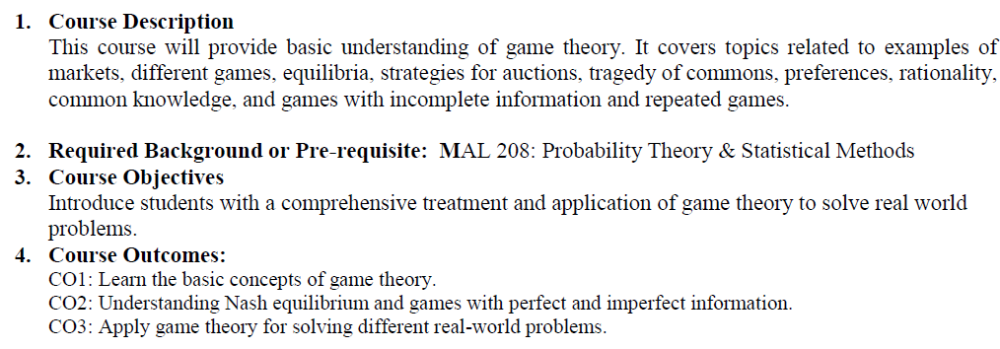 1. Course Description
This course will provide basic understanding of game theory. It covers topics related to examples of
markets, different games, equilibria, strategies for auctions, tragedy of commons, preferences, rationality,
common knowledge, and games with incomplete information and repeated games.
2. Required Background or Pre-requisite: MAL 208: Probability Theory & Statistical Methods
3. Course Objectives
Introduce students with a comprehensive treatment and application of game theory to solve real world
problems.
4. Course Outcomes:
CO1: Learn the basic concepts of game theory.
CO2: Understanding Nash equilibrium and games with perfect and imperfect information.
CO3: Apply game theory for solving different real-world problems.